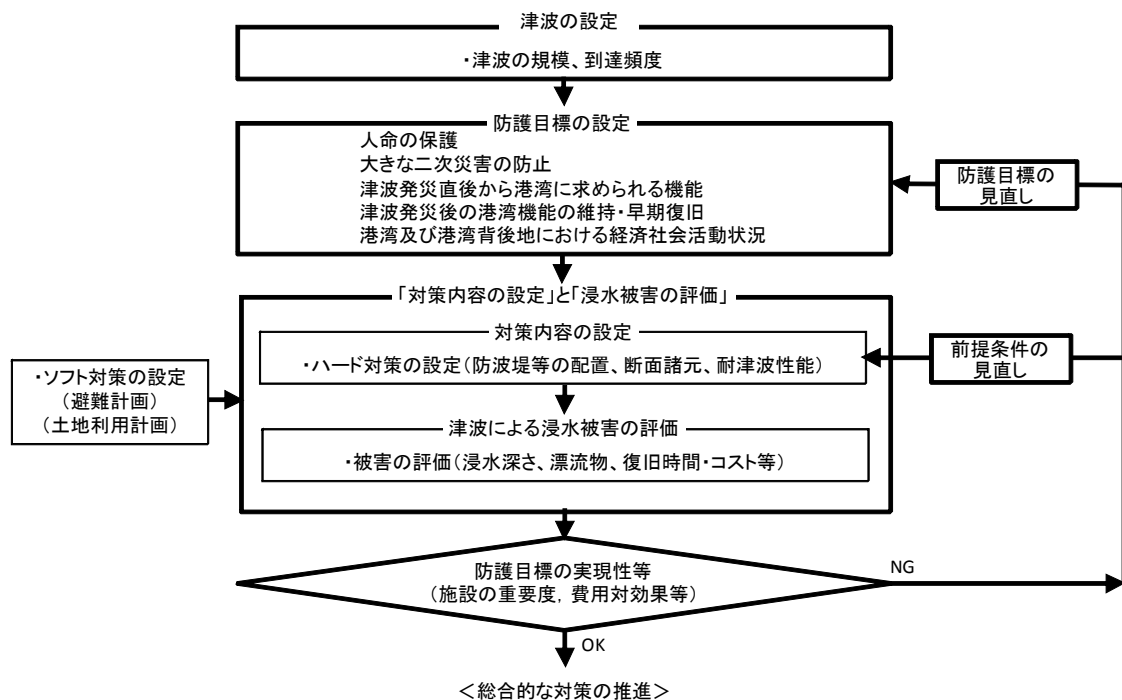 津波の設定
・津波の規模、到達頻度
防護目標の設定
人命の保護
大きな二次災害の防止
津波発災直後から港湾に求められる機能
津波発災後の港湾機能の維持・早期復旧
港湾及び港湾背後地における経済社会活動状況
防護目標の
見直し
「対策内容の設定」と「浸水被害の評価」
対策内容の設定
・ハード対策の設定(防波堤等の配置、断面諸元、耐津波性能)
前提条件の
見直し
・ソフト対策の設定
(避難計画)
(土地利用計画)
津波による浸水被害の評価
・被害の評価(浸水深さ、漂流物、復旧時間・コスト等)
防護目標の実現性等
(施設の重要度，費用対効果等)
NG
OK
＜総合的な対策の推進＞